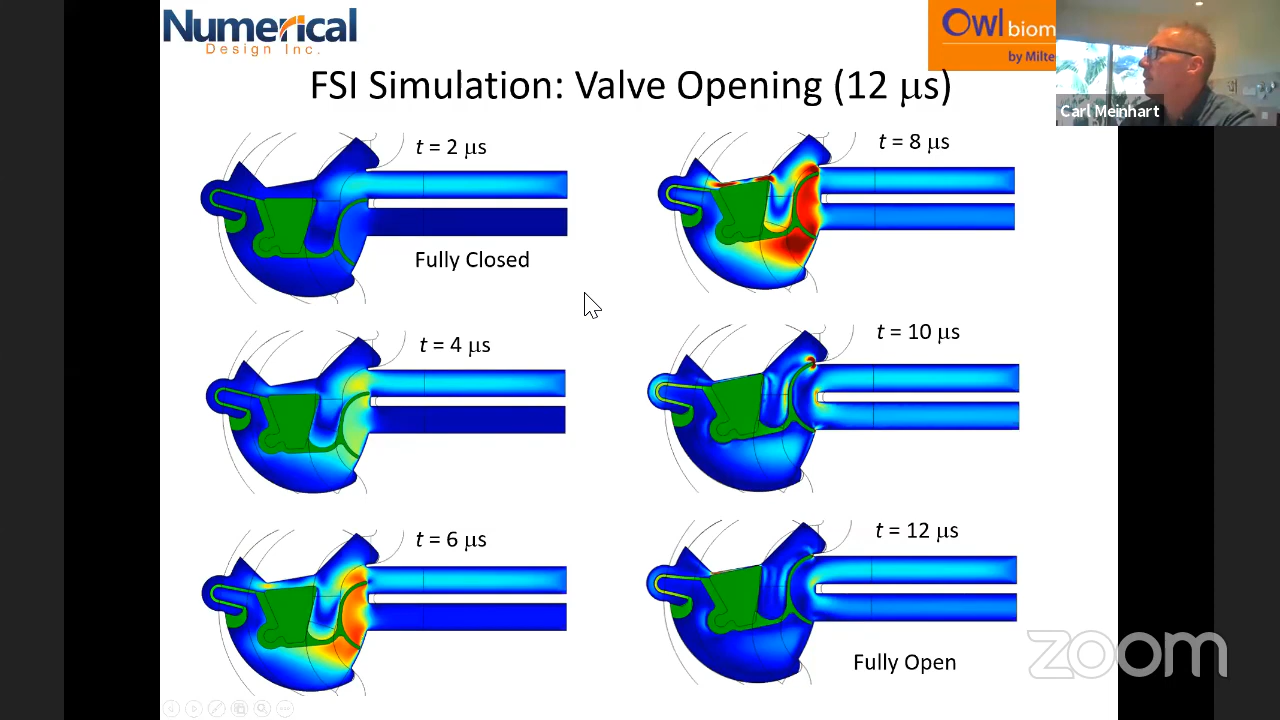 Numerical
Design Inc.
Owl biom
by Milte
Carl Meinhart
FSI Simulation: Valve Opening (12 μs)
t = 2 μs
Fully Closed
t = 8 μs
t = 4 μs
t = 10 μs
t = 6 μs
t = 12 μs
Fully Open
zoom